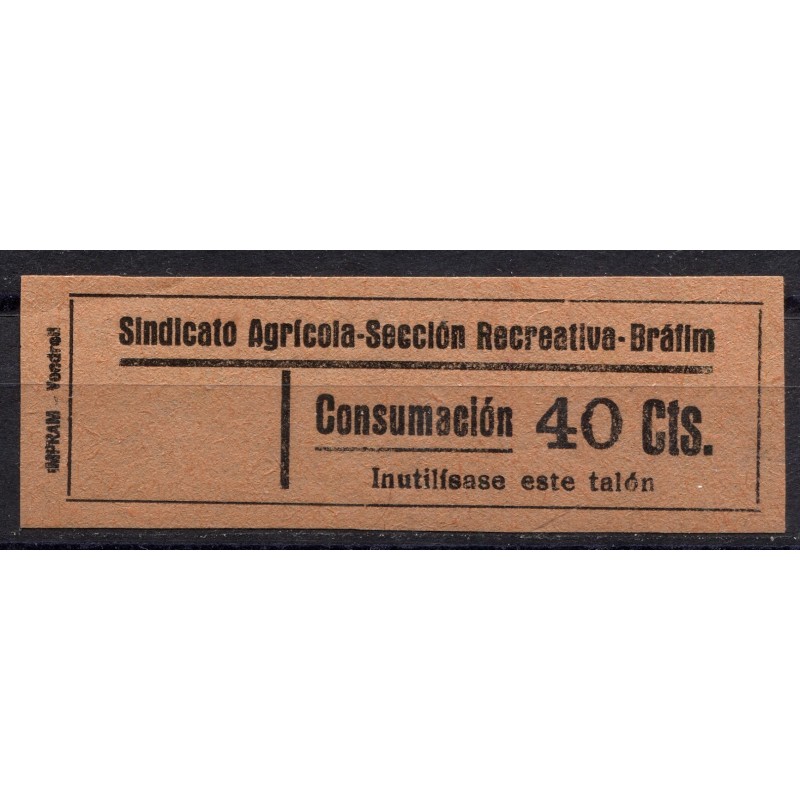 Sindicato Agrícola-Sección Recreativa-Bráfim
Consumación 40 Cts.
Inutilísase este talón
IMPRAM - Vendrell